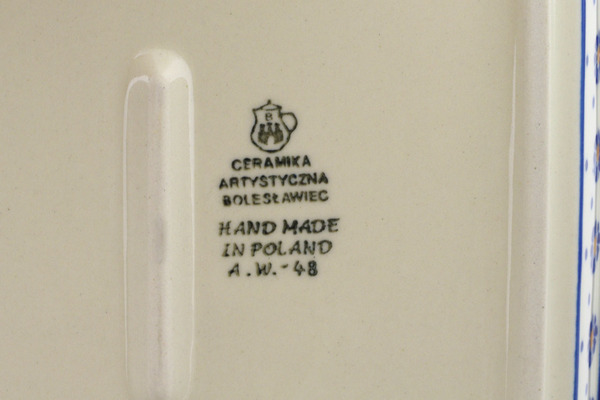 B
CERAMIKA
ARTYSTYCZNA
BOLESŁAWIEC
HAND MADE
IN POLAND
A.W.-48